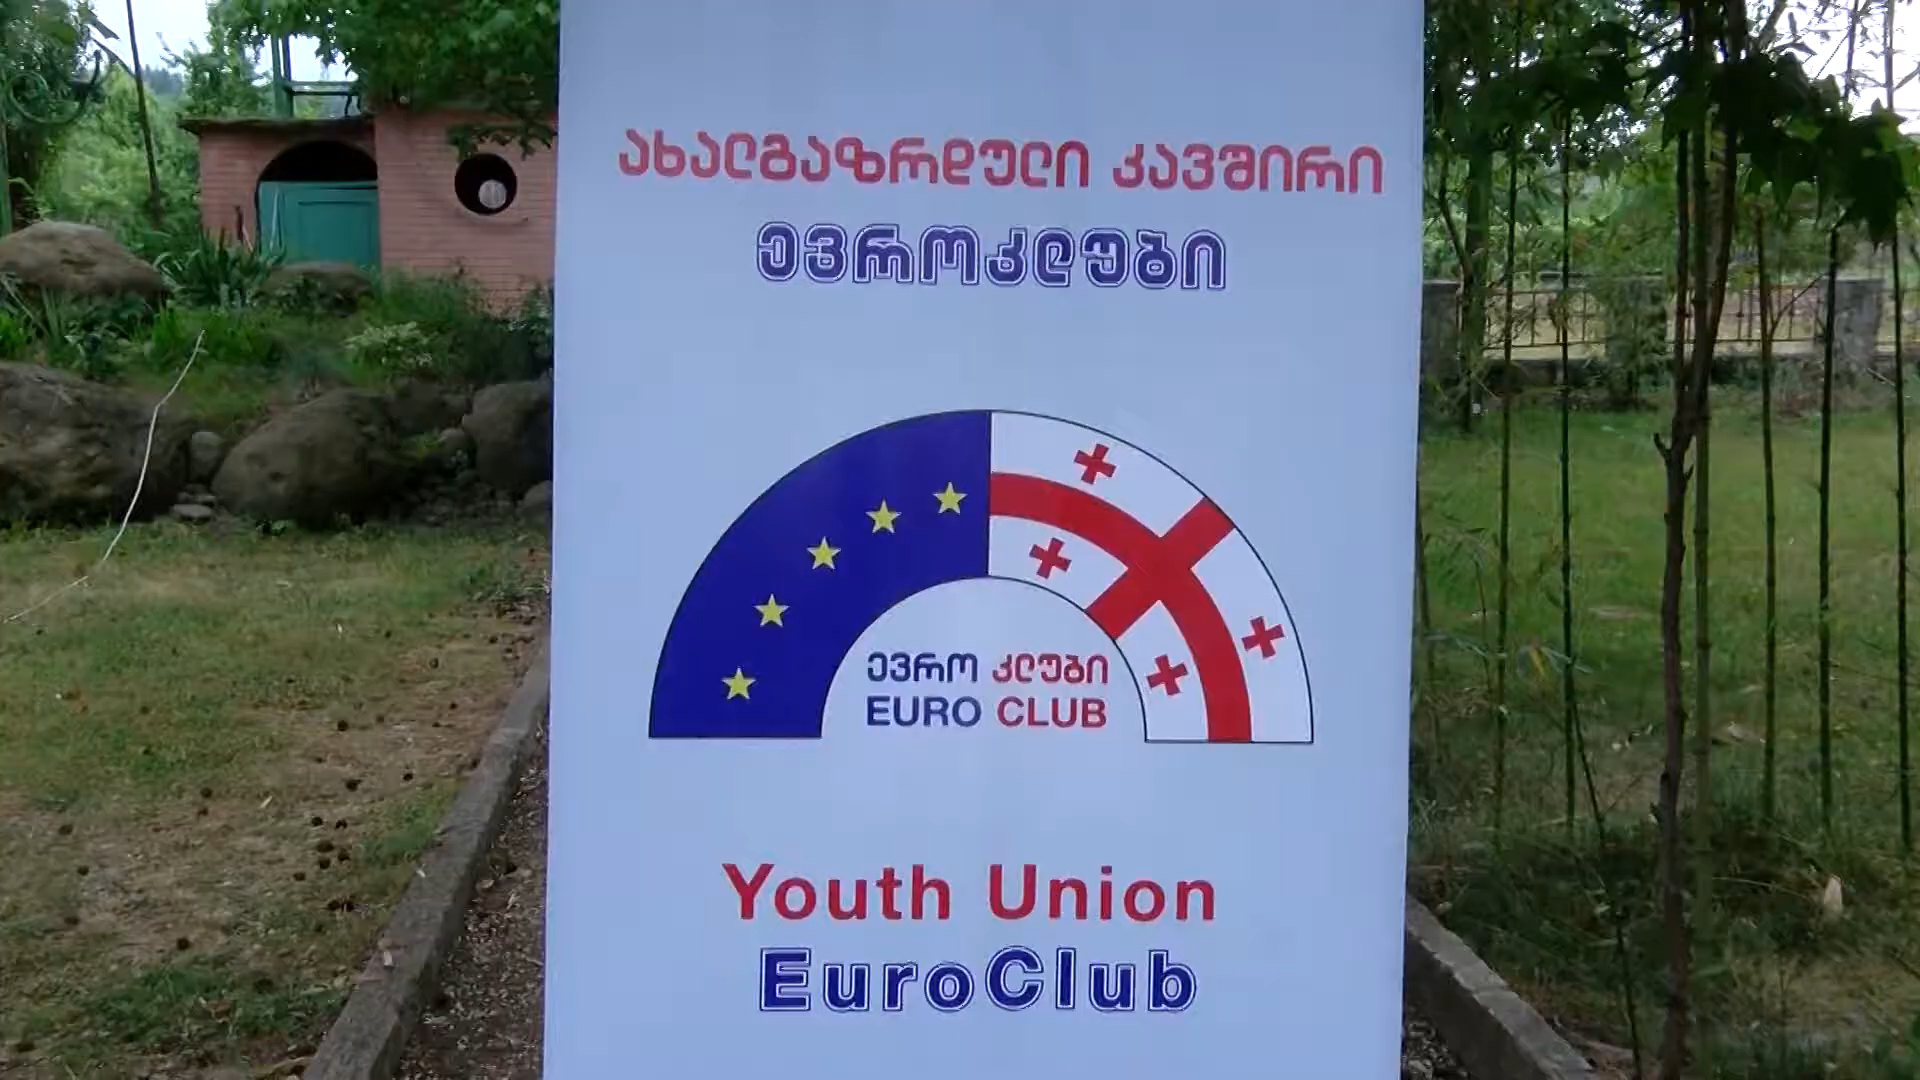 ახალგაზრდული კავშირი
ევროკლუბი
ევრო კლუბი
EURO CLUB
Youth Union
EuroClub